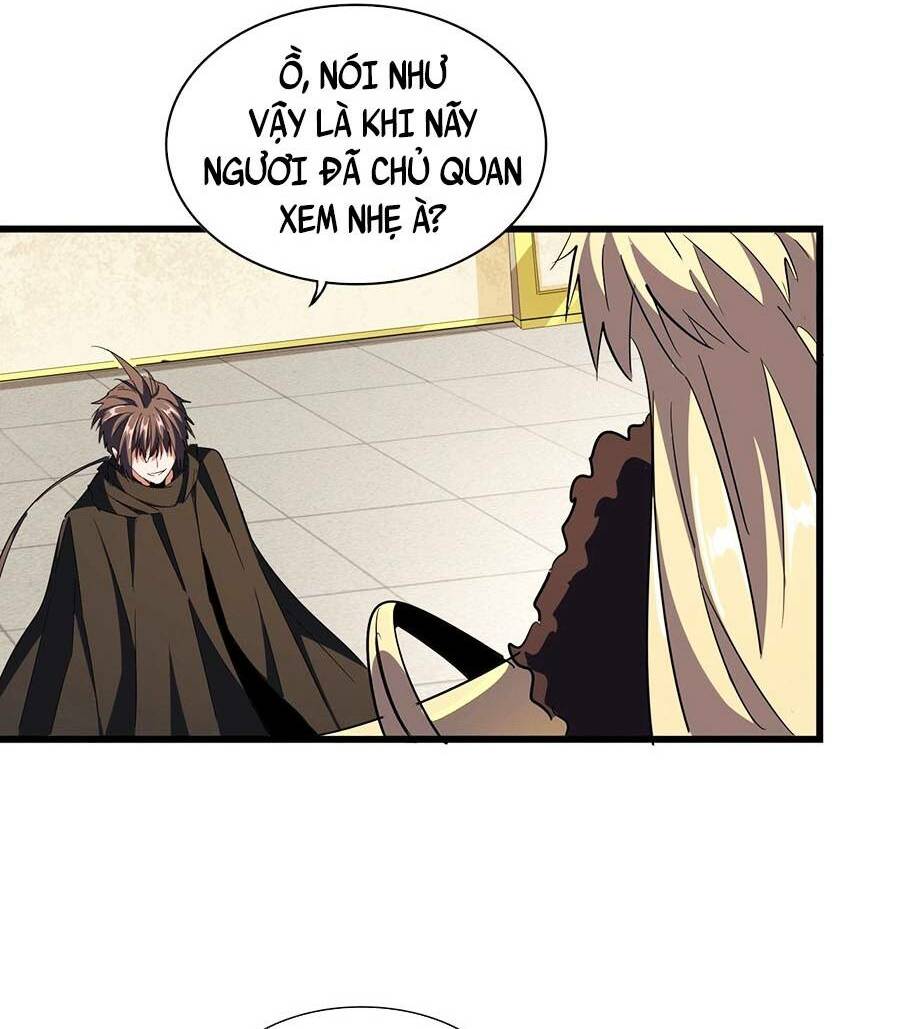 Ồ, NÓI NHƯ
VẬY LÀ KHI NÃY
NGƯƠI ĐÃ CHỦ QUAN
XEM NHẸ À?